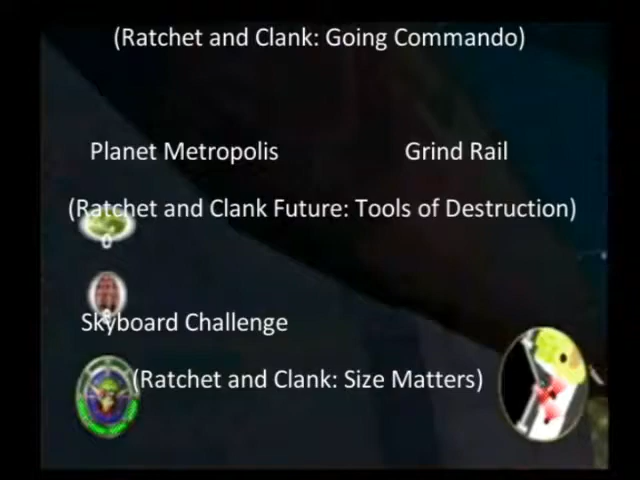 (Ratchet and Clank: Going Commando)
Planet Metropolis Grind Rail
(Ratchet and Clank Future: Tools of Destruction)
0
Skyboard Challenge
(Ratchet and Clank: Size Matters)